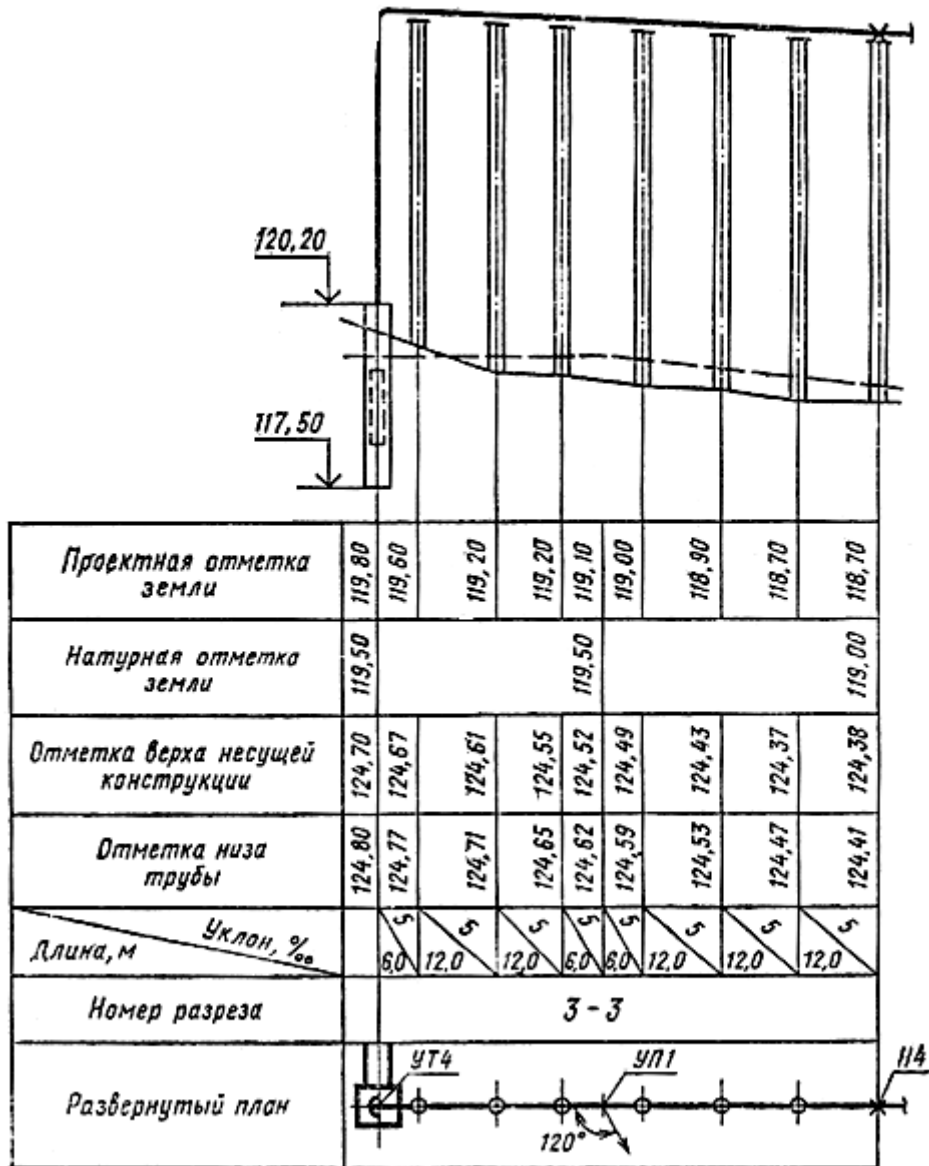 120,20
117,50
Проектная отметка
земли
119,80 119,60 119,20 119,20 119,10 119,00 118,90 118,70 118,70
Натурная отметка
земли
119,50 119,50 119,00
Отметка верха несущей
конструкции
124,70 124,67 124,61 124,55 124,52 124,49 124,43 124,37 124,38
Отметка низа
трубы
124,80 124,77 124,71 124,65 124,62 124,59 124,53 124,47 124,41
Уклон, ‰
Длина, м
5 5 5 5 5 5 5 5
6,0 12,0 12,0 6,0 6,0 12,0 12,0 12,0
Номер разреза
3-3
Развернутый план
УТ4
УП1
Н4
120°